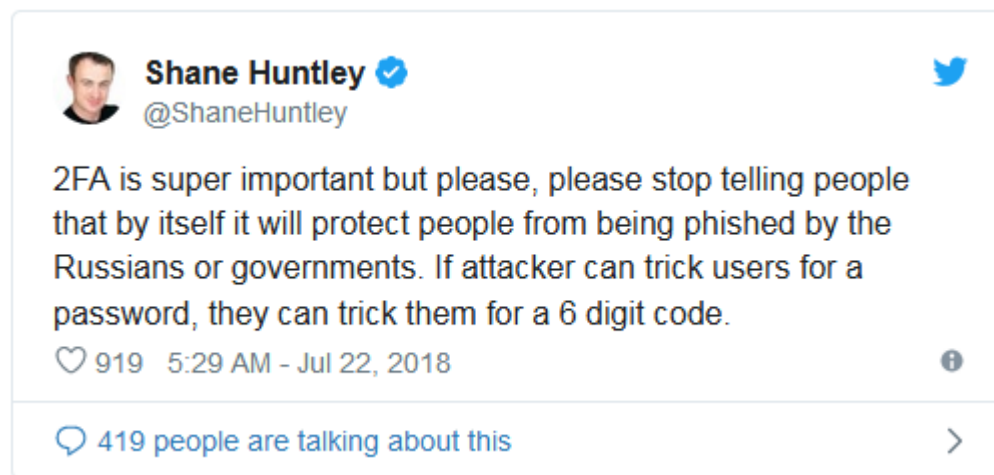 Shane Huntley
@ShaneHuntley
2FA is super important but please, please stop telling people
that by itself it will protect people from being phished by the
Russians or governments. If attacker can trick users for a
password, they can trick them for a 6 digit code.
919 5:29 AM - Jul 22, 2018
419 people are talking about this